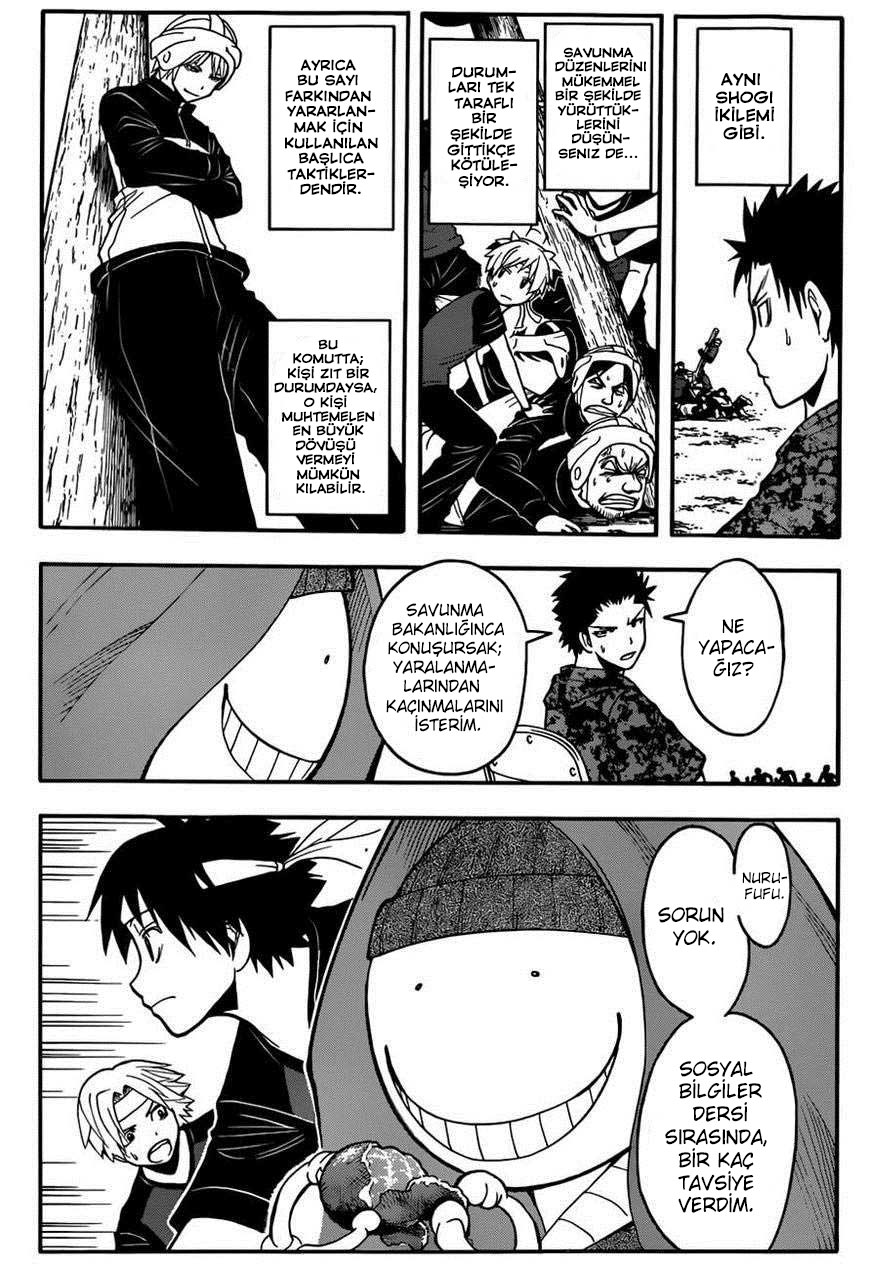 AYNI
SHOGI
İKİLEMİ
GİBİ.
SAVUNMA
DÜZENLERİNİ
MÜKEMMEL
BİR ŞEKİLDE
YÜRÜTTÜK-
LERİNİ
DÜŞÜN-
SENIZ DE...
DURUM-
LARI TEK
TARAFLI
BİR
ŞEKİLDE
GİTTİKÇE
KÖTÜLE-
ŞİYOR.
AYRICA
BU SAYI
FARKINDAN
YARARLAN-
MAK İÇİN
KULLANILAN
BAŞLICA
TAKTİKLER-
DENDİR.
BU
KOMUTTA;
KİŞİ ZIT BİR
DURUMDAYSA,
O KİŞİ
MUHTEMELEN
EN BÜYÜK
DÖVÜŞÜ
VERMEYİ
MÜMKÜN
KILABİLİR.
NE
YAPACA-
ĞIZ?
SAVUNMA
BAKANLIĞINCA
KONUŞURSAK;
YARALANMA-
LARINDAN
KAÇINMALARINI
İSTERİM.
NURU-
FUFU.
SORUN
YOK.
SOSYAL
BİLGİLER
DERSİ
SIRASINDA,
BİR KAÇ
TAVSİYE
VERDİM.